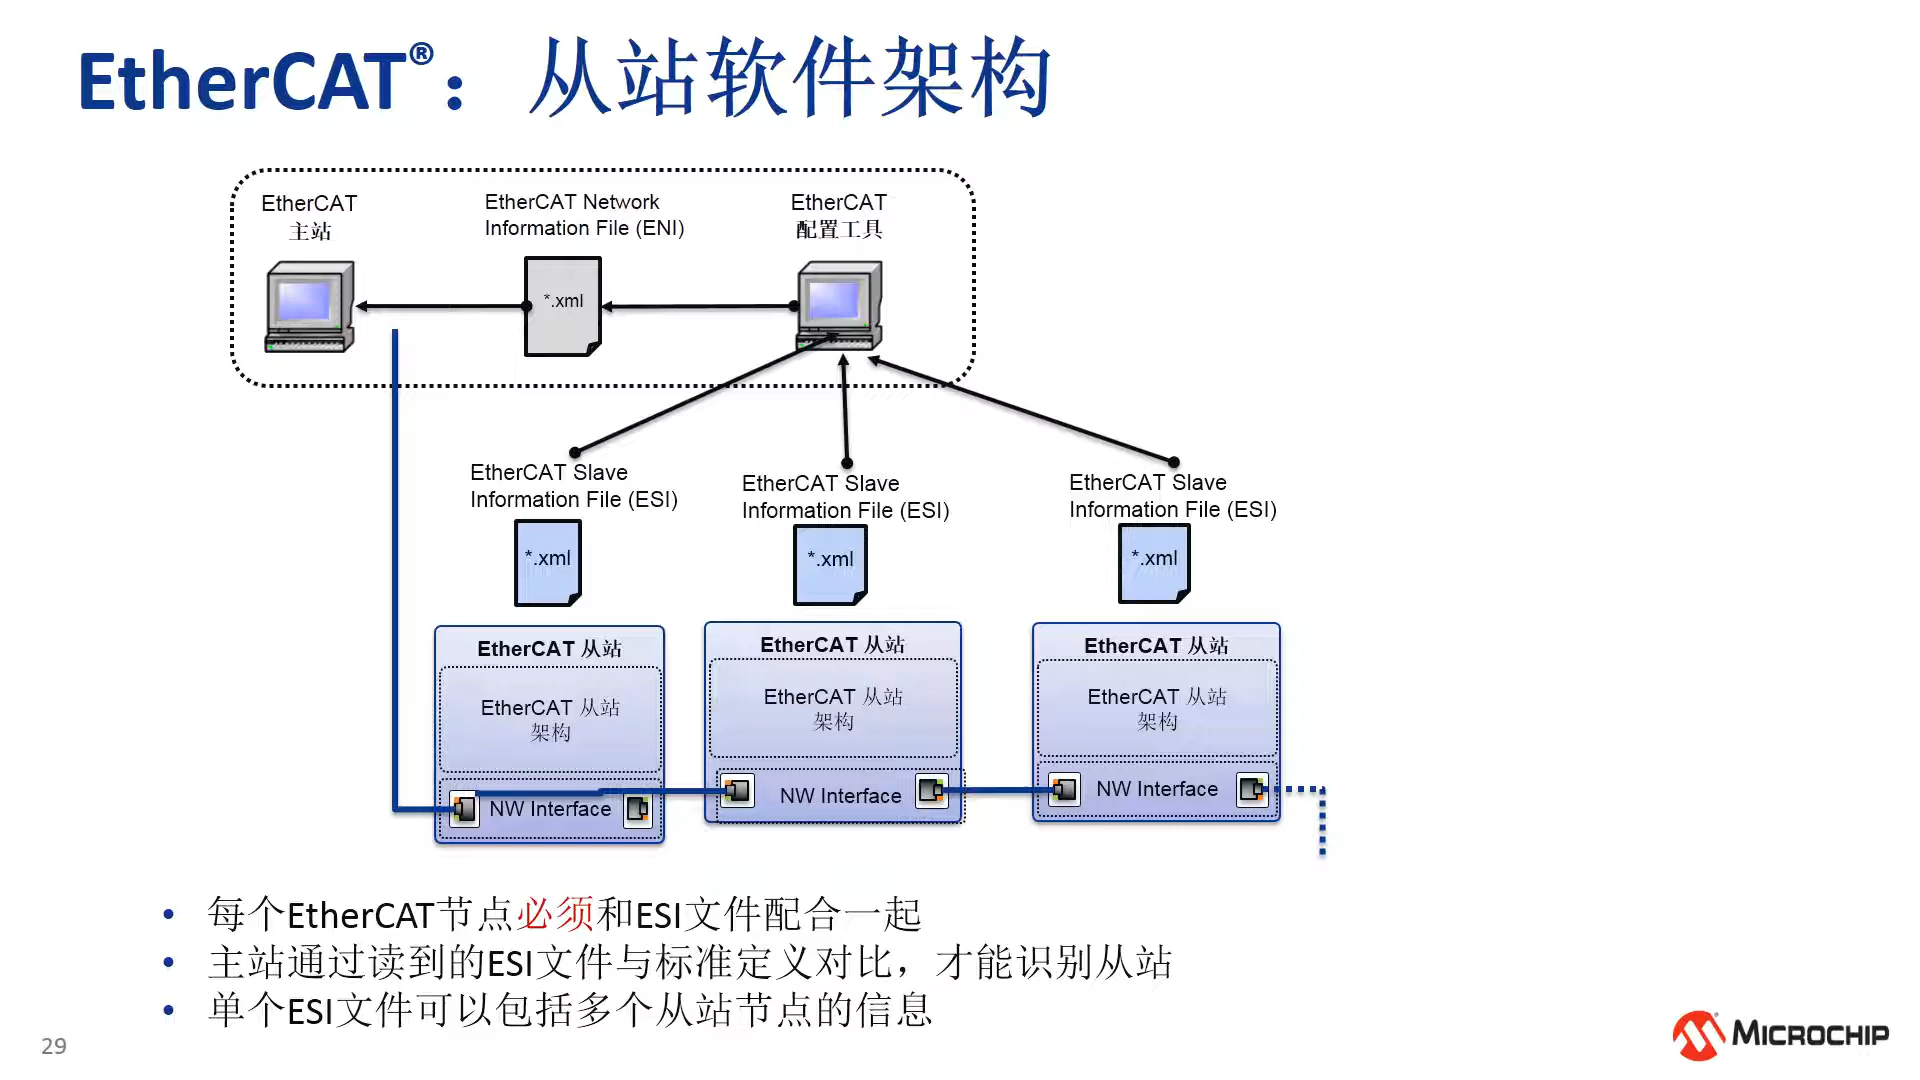 EtherCAT®：从站软件架构
EtherCAT
主站
EtherCAT Network
Information File (ENI)
EtherCAT
配置工具
*.xml
EtherCAT Slave
Information File (ESI)
EtherCAT Slave
Information File (ESI)
EtherCAT Slave
Information File (ESI)
*.xml
*.xml
*.xml
EtherCAT 从站
EtherCAT 从站
架构
NW Interface
EtherCAT 从站
EtherCAT 从站
架构
NW Interface
EtherCAT 从站
EtherCAT 从站
架构
NW Interface
• 每个EtherCAT节点必须和ESI文件配合一起
• 主站通过读到的ESI文件与标准定义对比，才能识别从站
• 单个ESI文件可以包括多个从站节点的信息
29
MICROCHIP